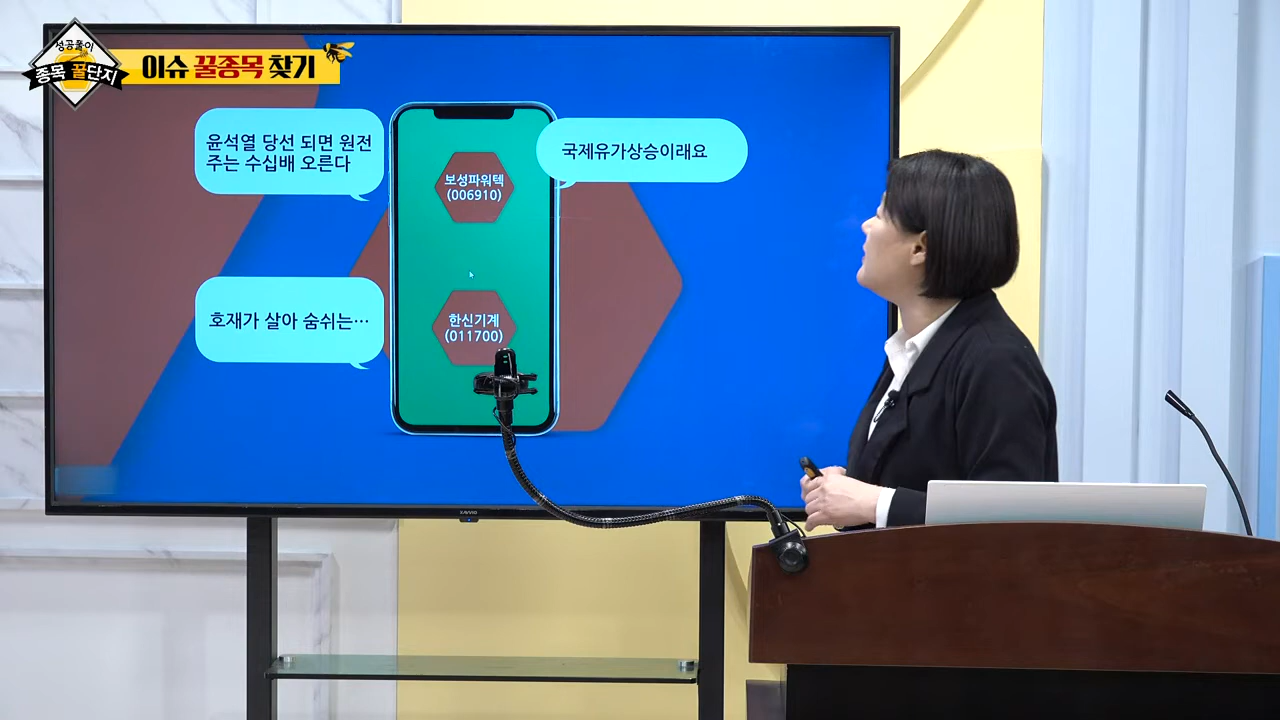 성공풀이
종목 꿀단지
이슈 꿀종목 찾기
윤석열 당선 되면 원전
주는 수십배 오른다
보성파워텍
(006910)
국제유가상승이래요
호재가 살아 숨쉬는…
한신기계
(011700)